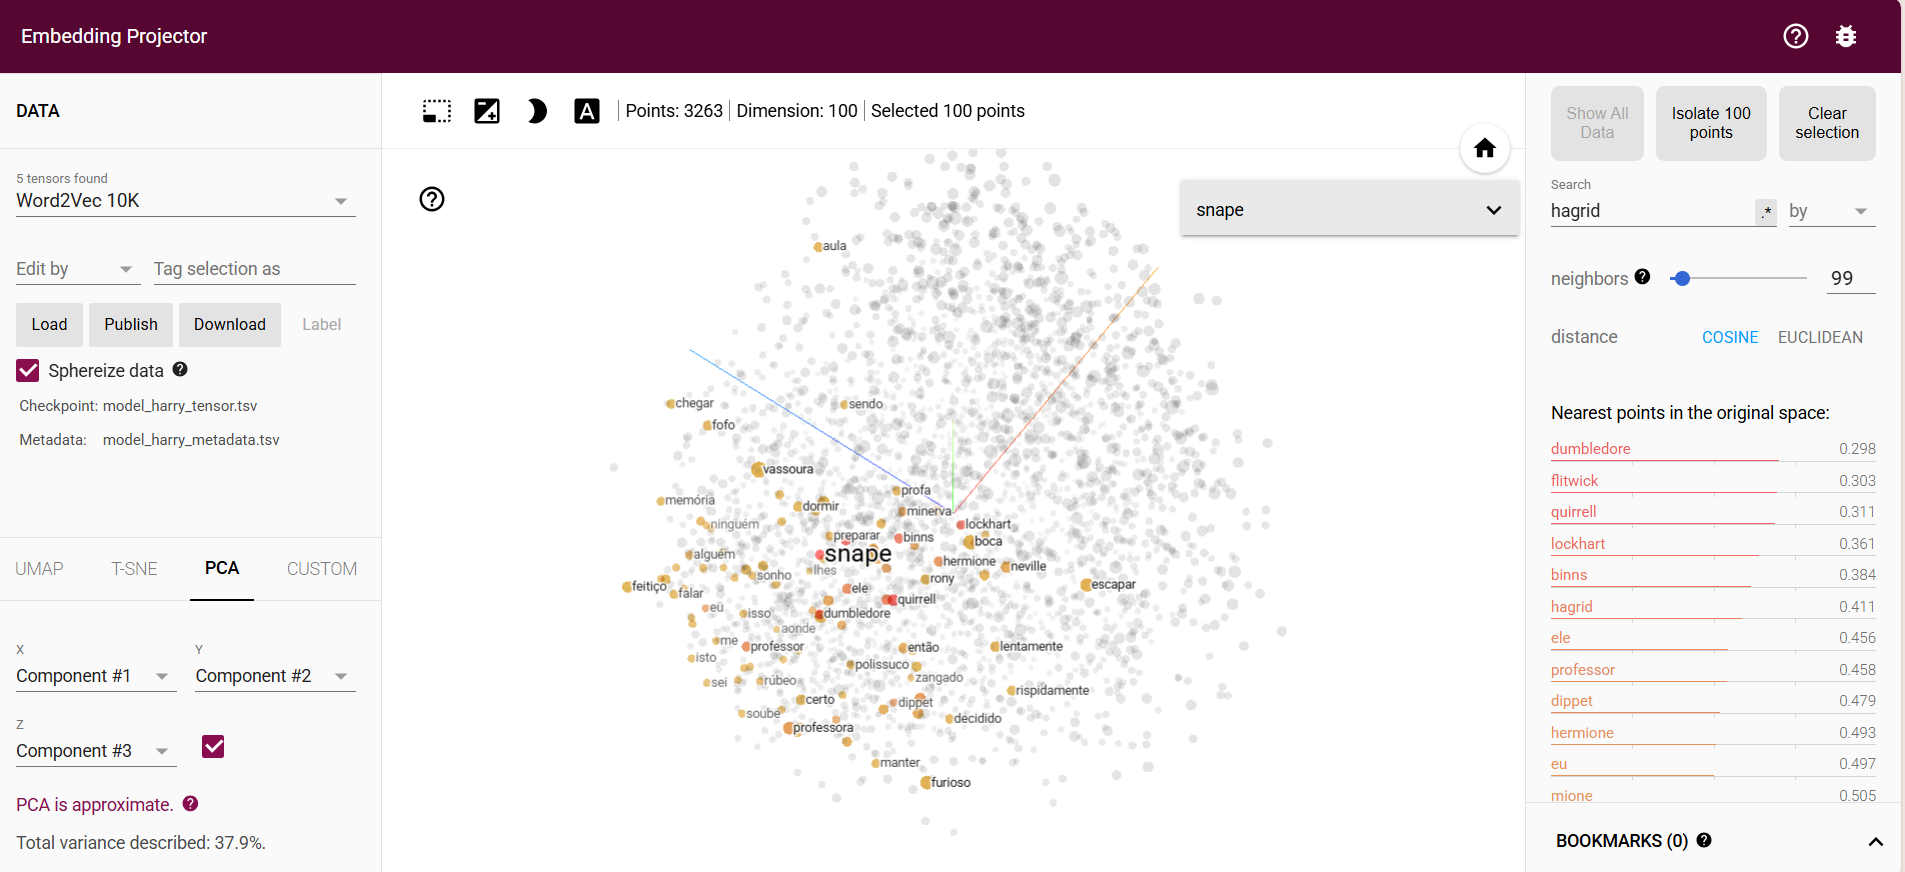 Embedding Projector
DATA
5 tensors found
Word2Vec 10K
Edit by
Tag selection as
Load
Publish
Download
Label
Sphereize data
Checkpoint: model_harry_tensor.tsv
Metadata: model_harry_metadata.tsv
UMAP
T-SNE
PCA
CUSTOM
X
Component #1
Y
Component #2
Z
Component #3
PCA is approximate.
Total variance described: 37.9%.
A
Points: 3263
Dimension: 100
Selected 100 points
snape
aula
chegar
sendo
fofo
vassoura
profa
memória
dormir
minerva
ninguém
lockhart
preparar
binns
boca
alguém
snape
hermione
lhes
neville
sonho
rony
feitiço
escapar
falar
ele
quirrell
eu
isso
dumbledore
aonde
me
professor
então
lentamente
isto
polissuco
sei
rúbeo
zangado
rispidamente
certo
dippet
soube
decidido
professora
manter
furioso
Show All
Data
Isolate 100
points
Clear
selection
Search
hagrid
.*
by
neighbors
99
distance
COSINE
EUCLIDEAN
Nearest points in the original space:
dumbledore 0.298
flitwick 0.303
quirrell 0.311
lockhart 0.361
binns 0.384
hagrid 0.411
ele 0.456
professor 0.458
dippet 0.479
hermione 0.493
eu 0.497
mione 0.505
BOOKMARKS (0)